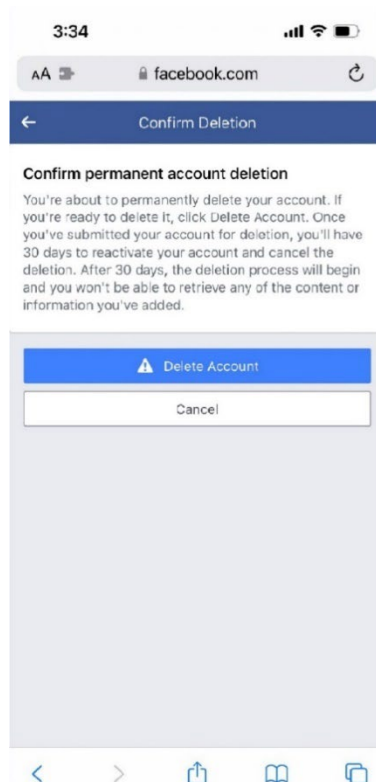 3:34
AA facebook.com
Confirm Deletion
Confirm permanent account deletion
You're about to permanently delete your account. If
you're ready to delete it, click Delete Account. Once
you've submitted your account for deletion, you'll have
30 days to reactivate your account and cancel the
deletion. After 30 days, the deletion process will begin
and you won't be able to retrieve any of the content or
information you've added.
Delete Account
Cancel